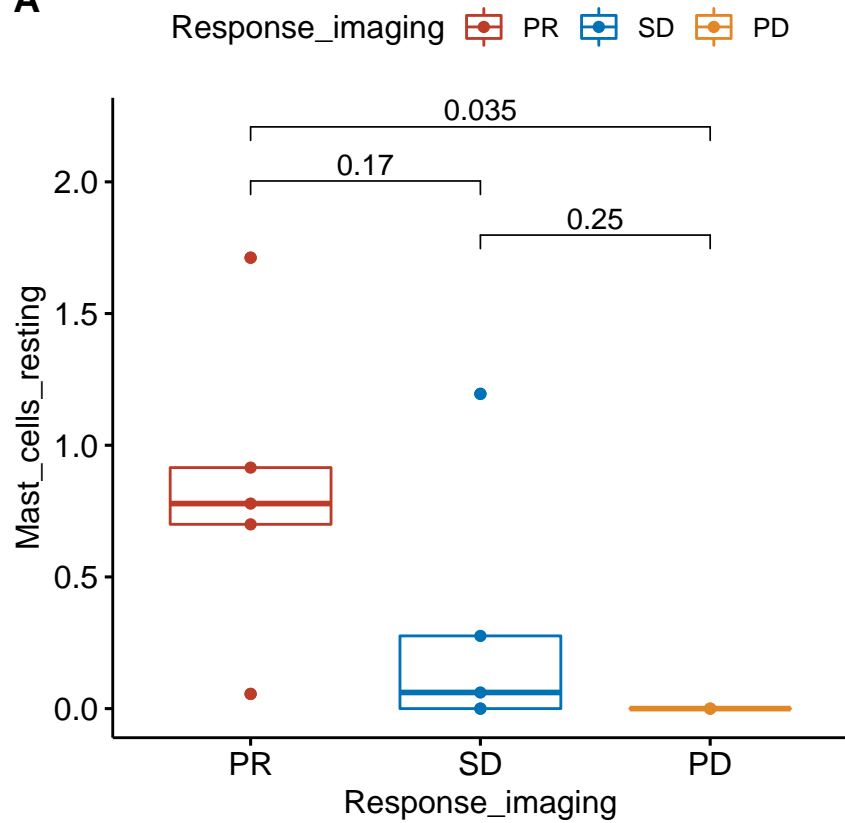 A
Response_imaging PR SD PD
0.035
0.17
0.25
2.0
1.5
1.0
0.5
0.0
Mast_cells_resting
PR SD PD
Response_imaging